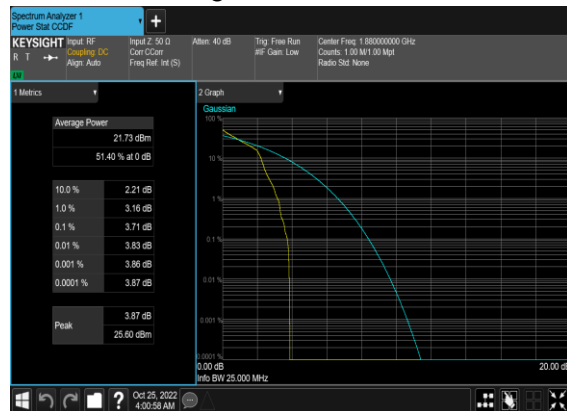 Spectrum Analyzer 1
Power Stat CCDF
+
KEYSIGHT
R T
LW
Input: RF
Coupling: DC
Align: Auto
Input Z: 50 Ω
Corr CCorr
Freq Ref: Int (S)
Atten: 40 dB
Trig: Free Run
#IF Gain: Low
Center Freq: 1.880000000 GHz
Counts: 1.00 M/1.00 Mpt
Radio Std: None
1 Metrics
Average Power
21.73 dBm
51.40 % at 0 dB
10.0 % 2.21 dB
1.0 % 3.16 dB
0.1 % 3.71 dB
0.01 % 3.83 dB
0.001 % 3.86 dB
0.0001 % 3.87 dB
Peak
3.87 dB
25.60 dBm
2 Graph
Gaussian
100 %
10 %
1 %
0.1 %
0.01 %
0.001 %
0.0001 %
0.00 dB
20.00 dB
Info BW 25.000 MHz
?
Oct 25, 2022
4:00:58 AM